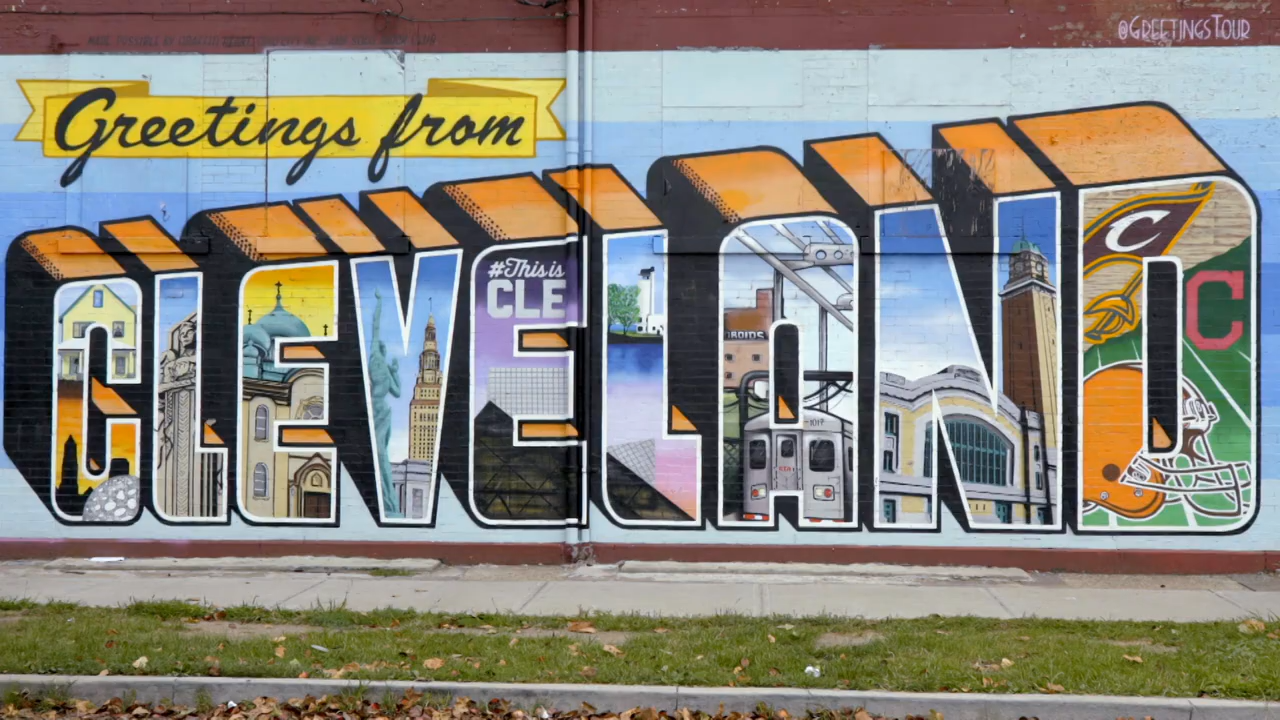 @GREETINGSTOUR
Greetings from
CLEVELAND
#This is
CLE
C
C